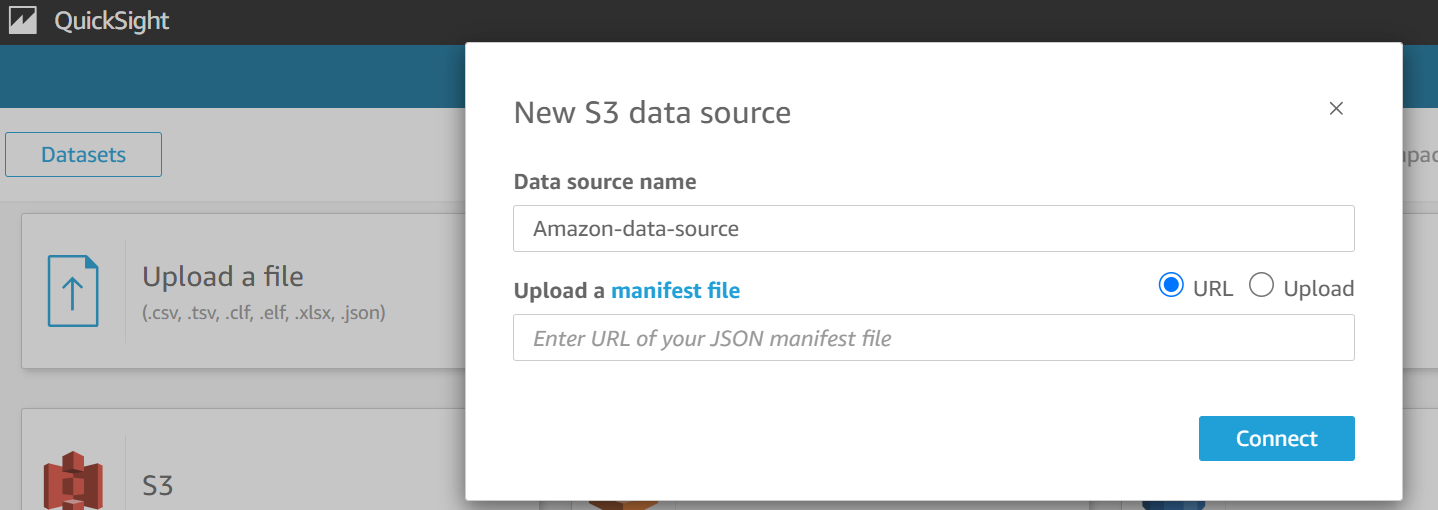 QuickSight
New S3 data source
Data source name
Datasets
Amazon-data-source
Upload a file
(.csv, .tsv, .clf, .elf, .xlsx, .json)
Upload a manifest file
URL
Upload
Enter URL of your JSON manifest file
Connect
S3